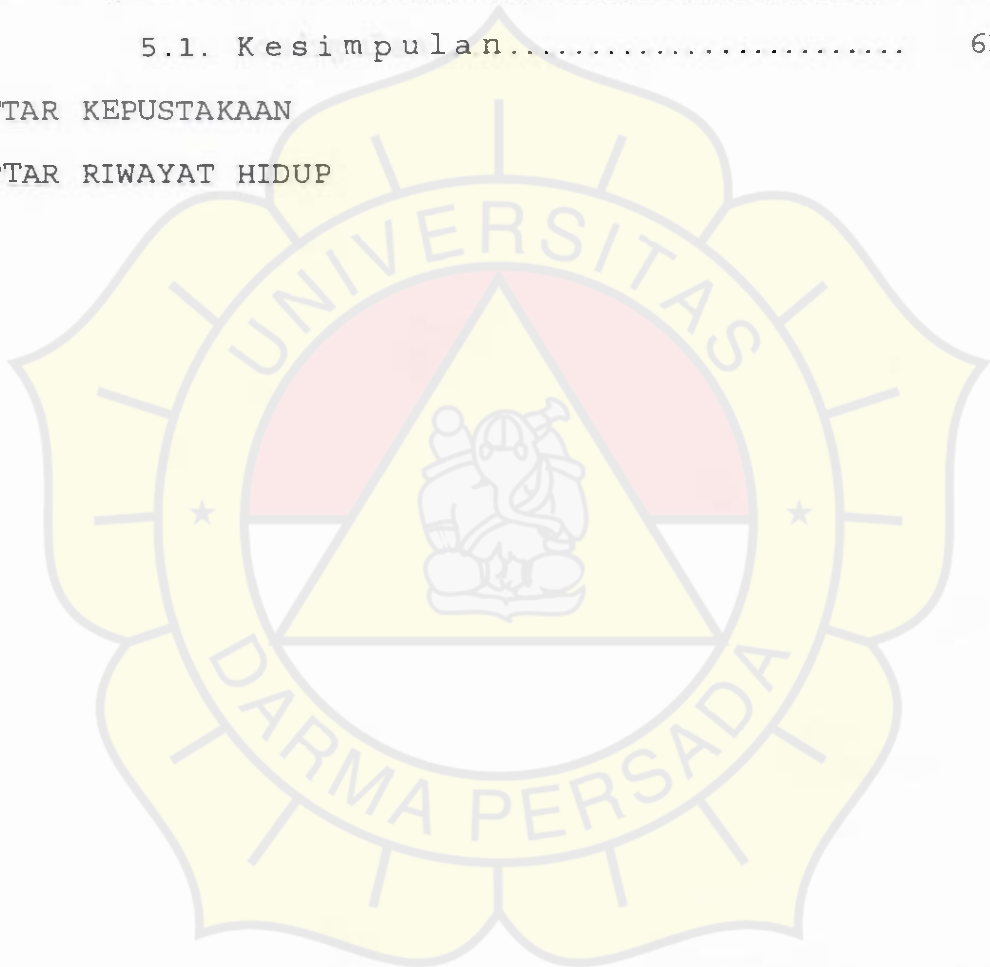 5.1. Kesimpulan........................ 6
TAR KEPUSTAKAAN
TAR RIWAYAT HIDUP
UNIVERSITAS
DARMA PERSADA